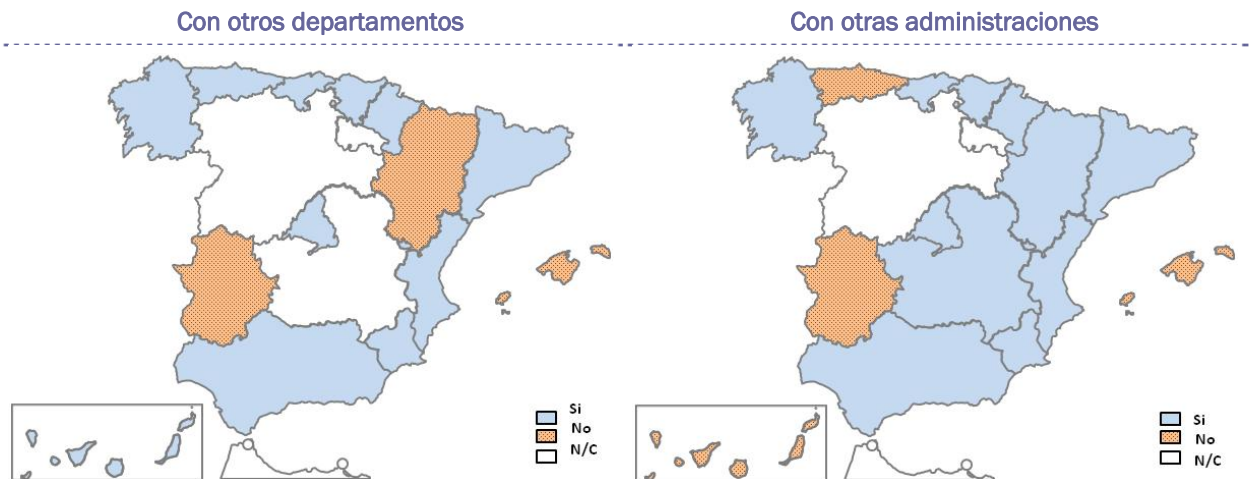 Con otros departamentos
Con otras administraciones
Si
No
N/C
Si
No
N/C